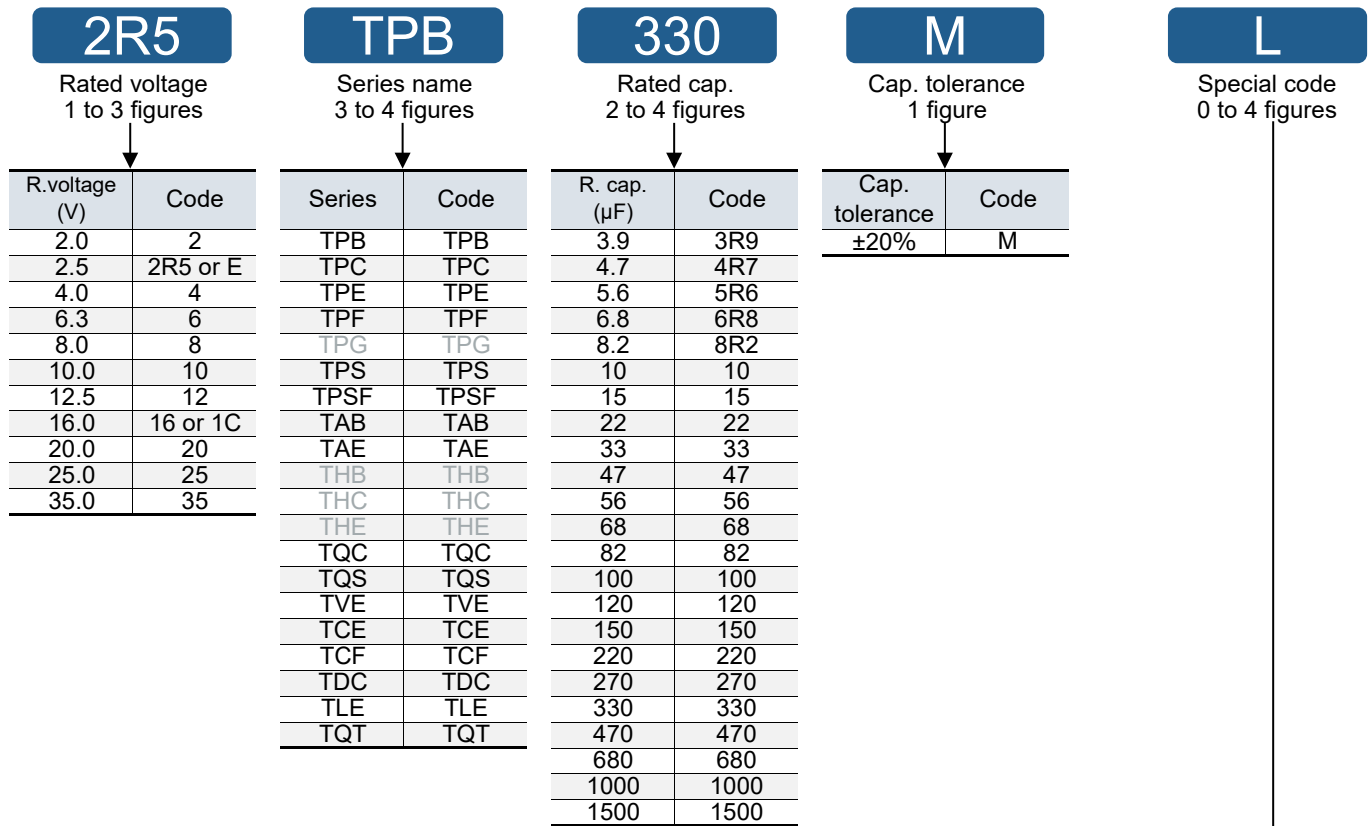 2R5 TPB 330 M L
Rated voltage Series name Rated cap. Cap. tolerance Special code
1 to 3 figures 3 to 4 figures 2 to 4 figures 1 figure 0 to 4 figures
R.voltage (V) Code
2.0 2
2.5 2R5 or E
4.0 4
6.3 6
8.0 8
10.0 10
12.5 12
16.0 16 or 1C
20.0 20
25.0 25
35.0 35
Series Code
TPB TPB
TPC TPC
TPE TPE
TPF TPF
TPG TPG
TPS TPS
TPSF TPSF
TAB TAB
TAE TAE
THB THB
THC THC
THE THE
TQC TQC
TQS TQS
TVE TVE
TCE TCE
TCF TCF
TDC TDC
TLE TLE
TQT TQT
R. cap. (µF) Code
3.9 3R9
4.7 4R7
5.6 5R6
6.8 6R8
8.2 8R2
10 10
15 15
22 22
33 33
47 47
56 56
68 68
82 82
100 100
120 120
150 150
220 220
270 270
330 330
470 470
680 680
1000 1000
1500 1500
Cap. tolerance Code
±20% M